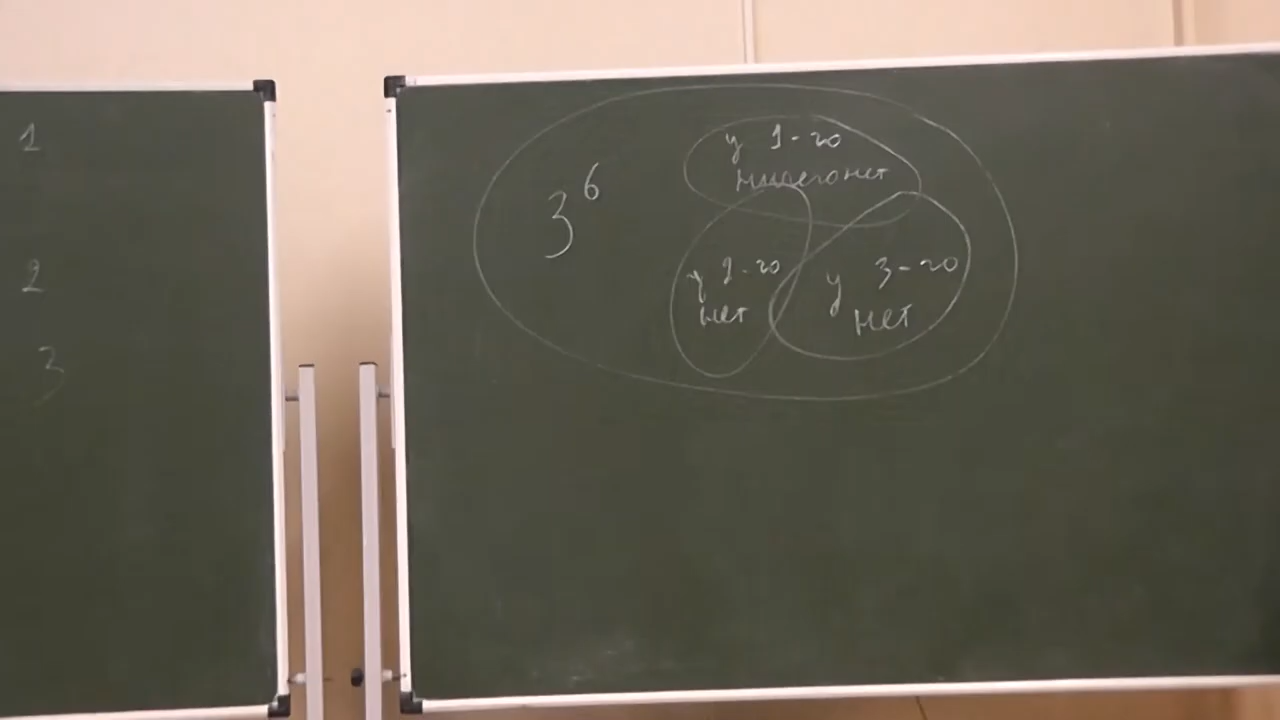 1
2
3
3⁶
у 1-го
ничего нет
у 2-го
нет
у 3-го
нет